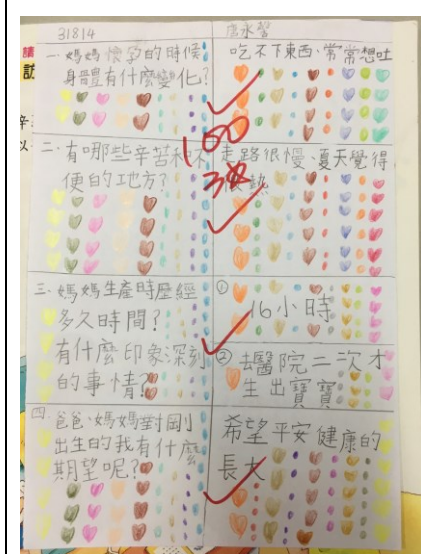 31814
唐永馨
一. 媽媽懷孕的時候
身體有什麼變化?
吃不下東西、常常想吐
二. 有哪些辛苦和不
便的地方?
走路很慢、夏天覺得
很熱
100
三. 媽媽生產時歷經
多久時間?
有什麼印象深刻
的事情?
① 16小時
② 去醫院二次才
生出寶寶
四. 爸爸、媽媽對剛
出生的我有什麼
期望呢?
希望平安健康的
長大